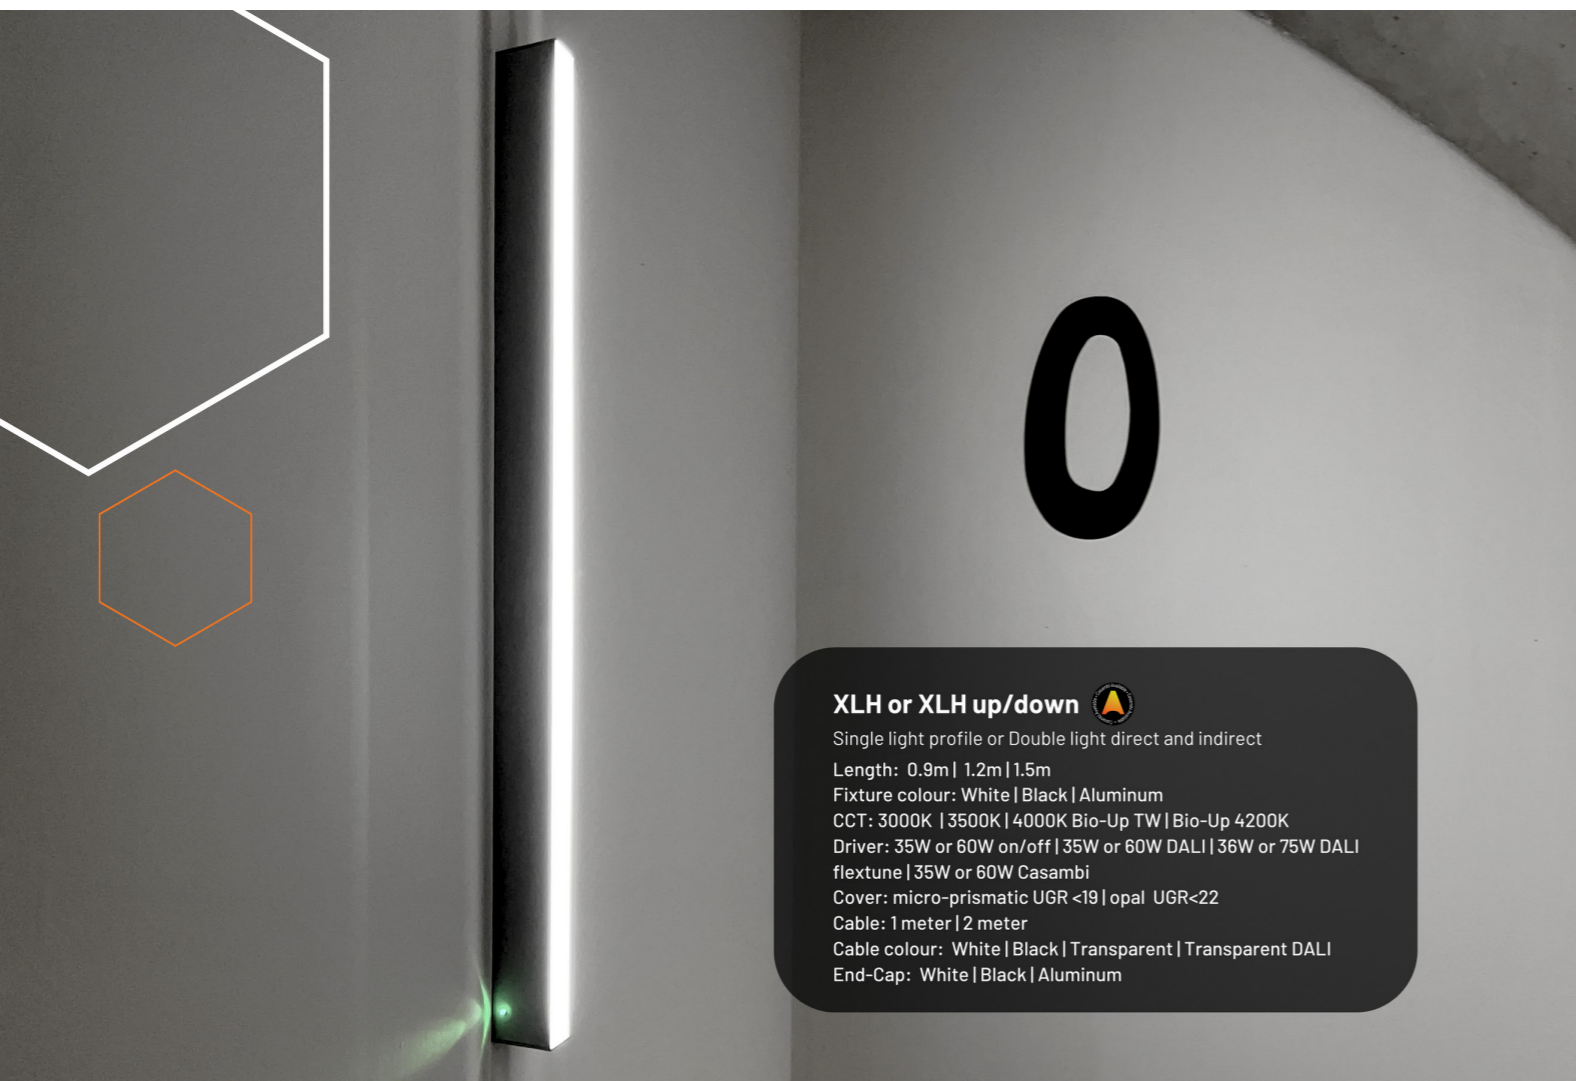 0
XLH or XLH up/down
Single light profile or Double light direct and indirect
Length: 0.9m | 1.2m | 1.5m
Fixture colour: White | Black | Aluminum
CCT: 3000K | 3500K | 4000K Bio-Up TW | Bio-Up 4200K
Driver: 35W or 60W on/off | 35W or 60W DALI | 36W or 75W DALI
flextune | 35W or 60W Casambi
Cover: micro-prismatic UGR <19 | opal UGR<22
Cable: 1 meter | 2 meter
Cable colour: White | Black | Transparent | Transparent DALI
End-Cap: White | Black | Aluminum